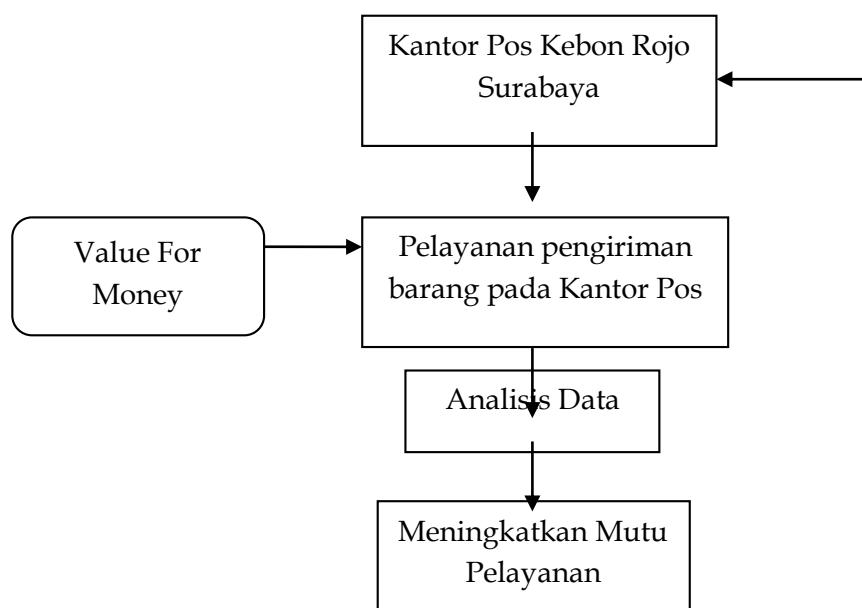 Kantor Pos Kebon Rojo
Surabaya
Value For
Money
Pelayanan pengiriman
barang pada Kantor Pos
Analisis Data
Meningkatkan Mutu
Pelayanan